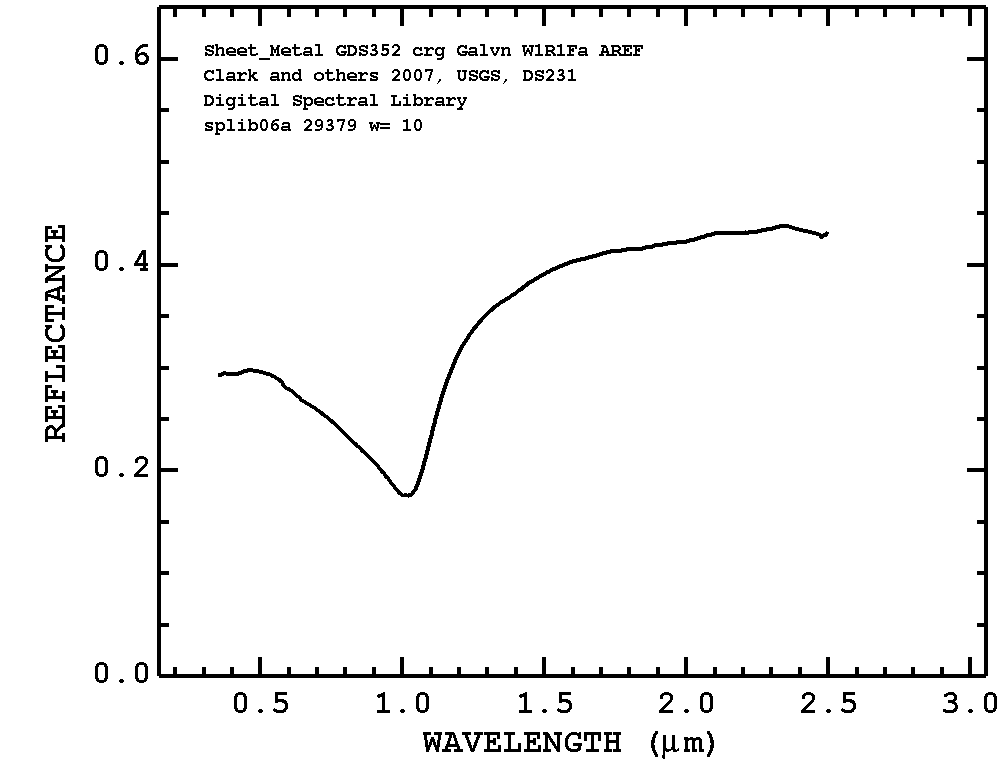 Sheet_Metal GDS352 crg Galvn W1R1Fa AREF
Clark and others 2007, USGS, DS231
Digital Spectral Library
splib06a 29379 w= 10
REFLECTANCE
0.6
0.4
0.2
0.0
0.5 1.0 1.5 2.0 2.5 3.0
WAVELENGTH (μm)